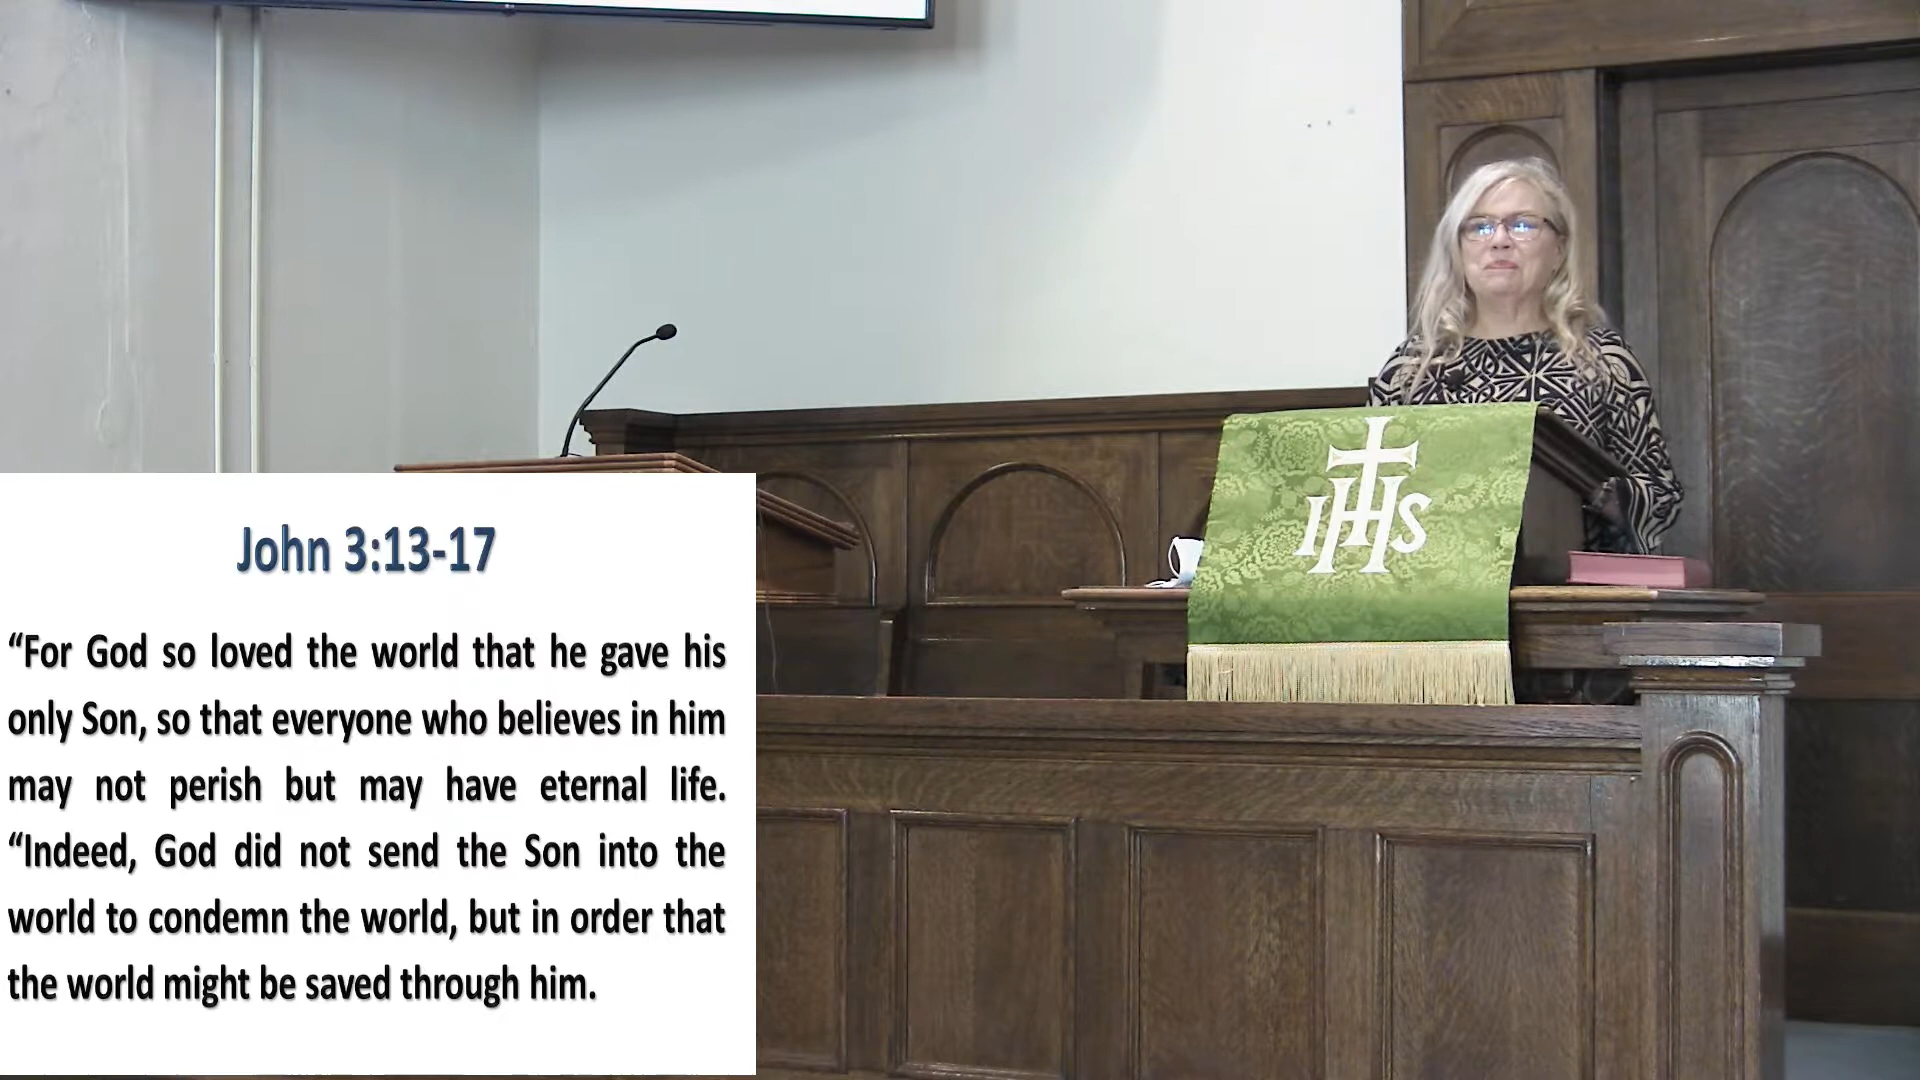 John 3:13-17
“For God so loved the world that he gave his
only Son, so that everyone who believes in him
may not perish but may have eternal life.
“Indeed, God did not send the Son into the
world to condemn the world, but in order that
the world might be saved through him.
IHS